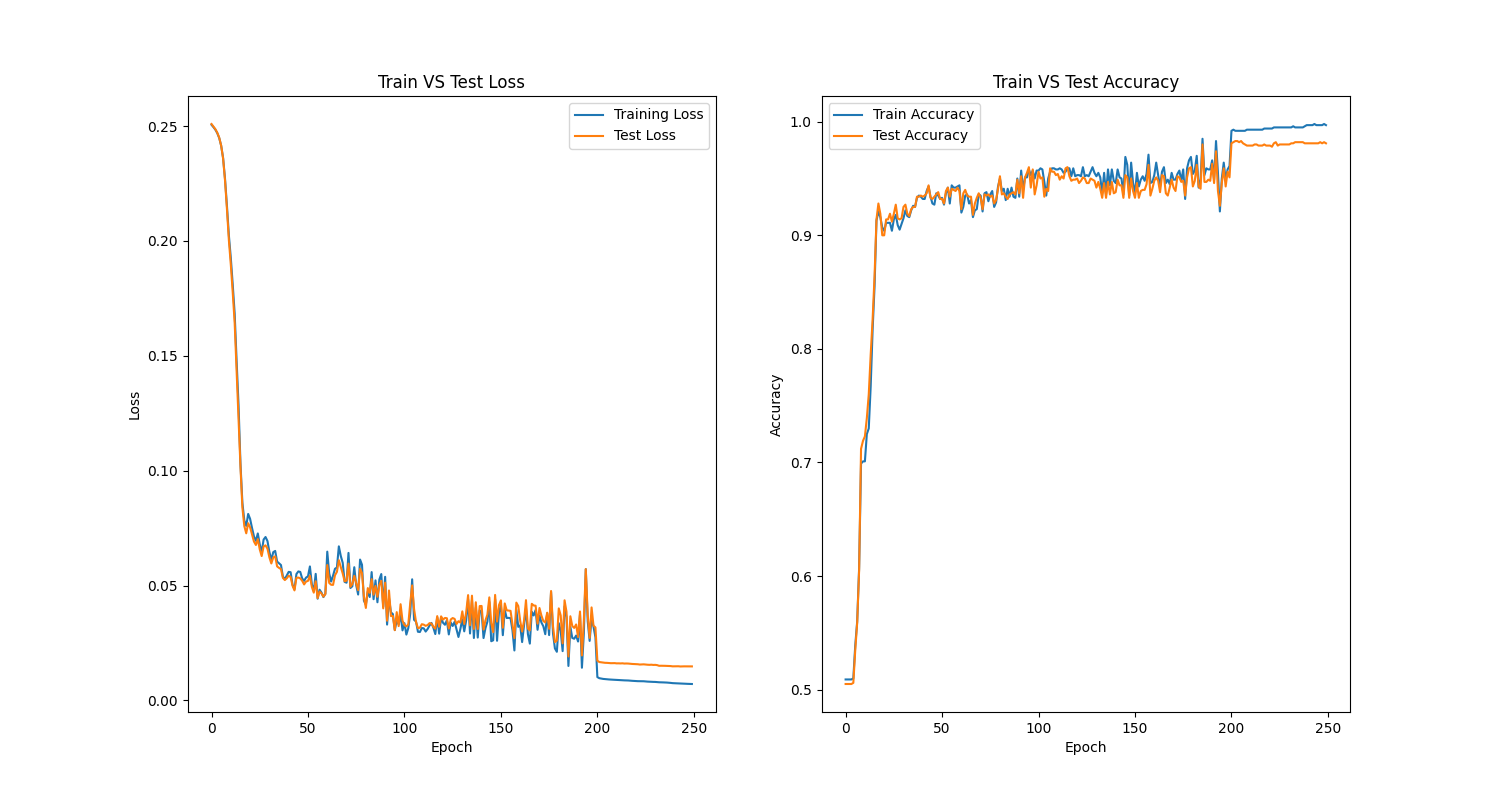 Train VS Test Loss
Training Loss
Test Loss
0.25
0.20
0.15
0.10
0.05
0.00
Loss
0 50 100 150 200 250
Epoch
Train VS Test Accuracy
Train Accuracy
Test Accuracy
1.0
0.9
0.8
0.7
0.6
0.5
Accuracy
0 50 100 150 200 250
Epoch